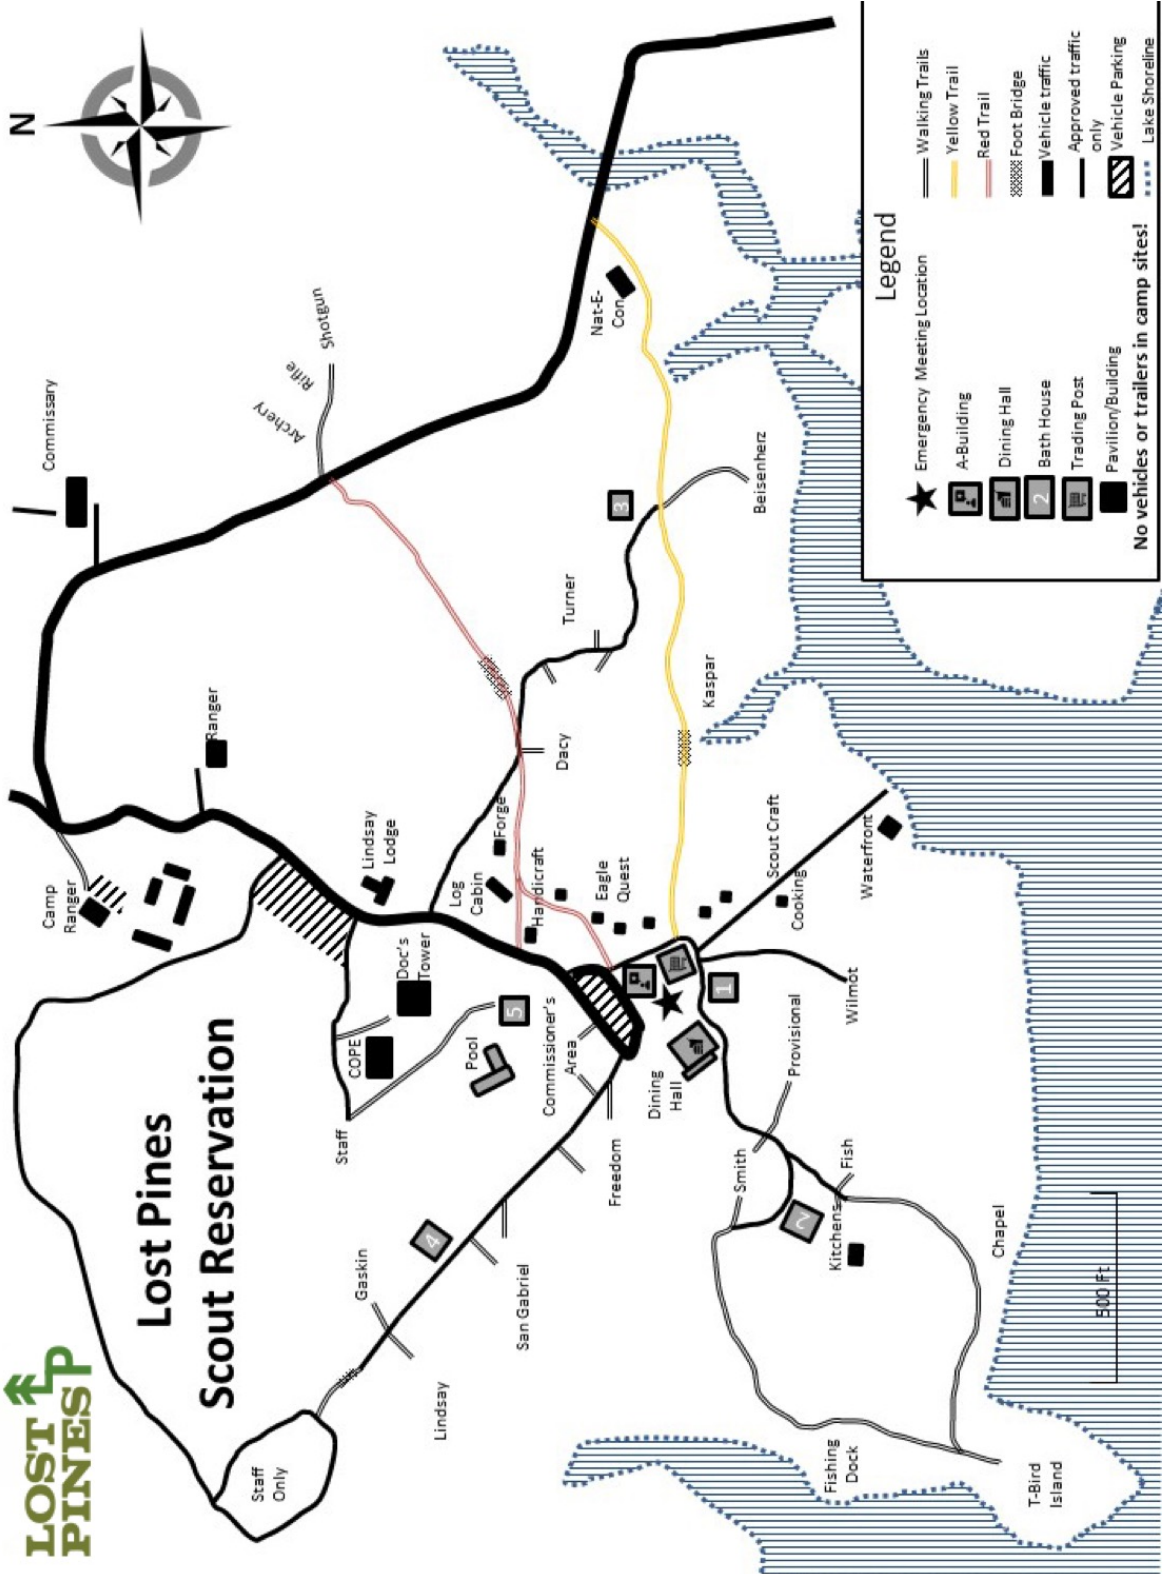 LOST
PINES
LP
Lost Pines
Scout Reservation
N
Staff
Only
Lindsay
Gaskin
San Gabriel
4
Freedom
Staff
COPE
Doc's
Tower
5
Pool
Commissioner's
Area
Camp
Ranger
Ranger
Lindsay
Lodge
Log
Cabin
Forge
Handicraft
Eagle
Quest
Commissary
Archery
Rifle
Shotgun
Dacy
Turner
3
Beisenherz
Nat-E-
Con
Kaspar
Scout Craft
Cooking
Waterfront
Wilmot
1
Dining
Hall
Provisional
Smith
2
Fish
Kitchens
Chapel
Fishing
Dock
T-Bird
Island
500 Ft
Legend
Emergency Meeting Location
A-Building
Dining Hall
2
Bath House
Trading Post
Pavilion/Building
Walking Trails
Yellow Trail
Red Trail
Foot Bridge
Vehicle traffic
Approved traffic
only
Vehicle Parking
Lake Shoreline
No vehicles or trailers in camp sites!